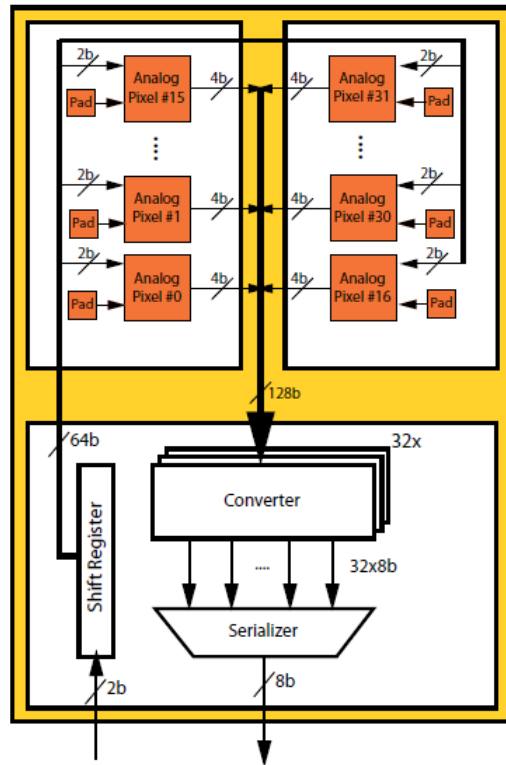 2b
Analog
Pixel #15
4b
4b
Analog
Pixel #31
2b
Pad
Pad
2b
Analog
Pixel #1
4b
4b
Analog
Pixel #30
2b
Pad
Pad
2b
Analog
Pixel #0
4b
4b
Analog
Pixel #16
2b
Pad
Pad
128b
64b
32x
Shift Register
Converter
32x8b
Serializer
2b
8b